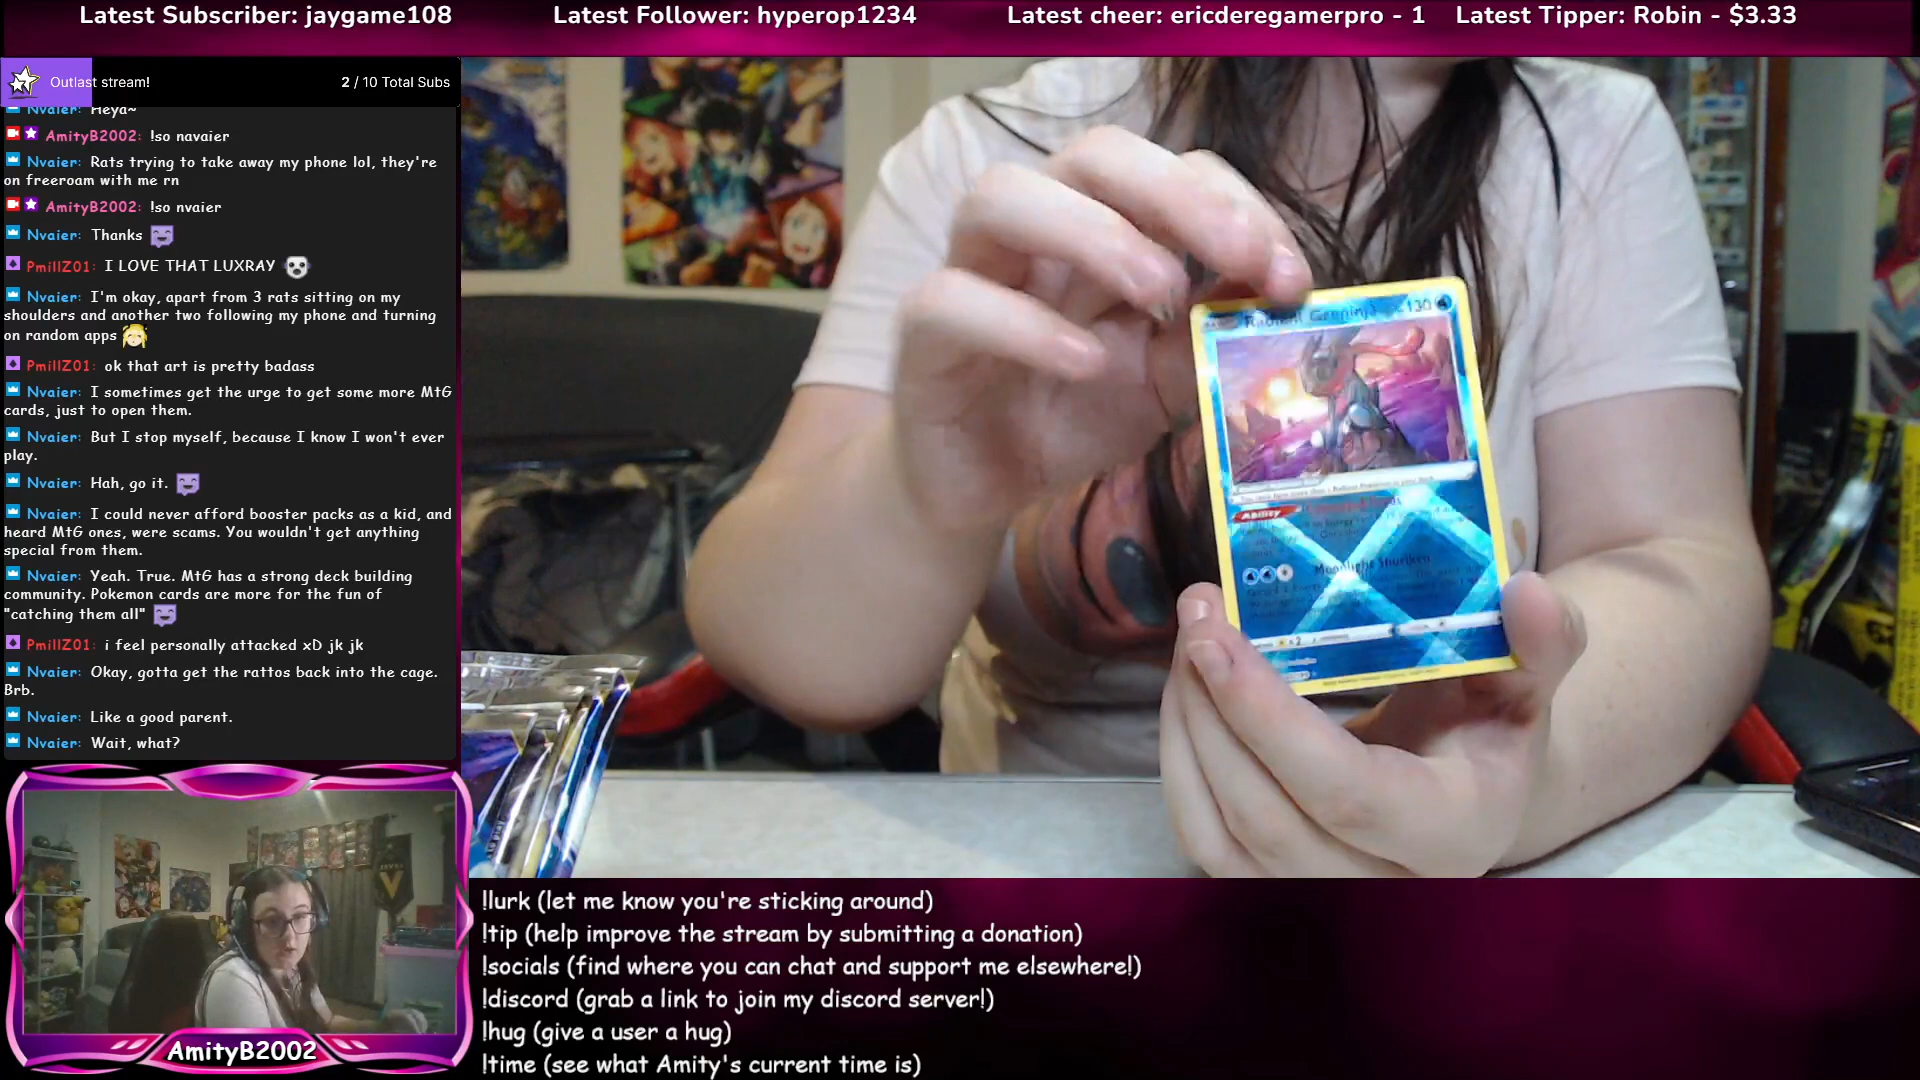 Latest Subscriber: jaygame108
Latest Follower: hyperop1234
Latest cheer: ericderegamerpro - 1
Latest Tipper: Robin - $3.33
Outlast stream!
2 / 10 Total Subs
Nvaier: Heya~
AmityB2002: !so navaier
Nvaier: Rats trying to take away my phone lol, they're
on freeroam with me rn
AmityB2002: !so nvaier
Nvaier: Thanks
PmillZ01: I LOVE THAT LUXRAY
Nvaier: I'm okay, apart from 3 rats sitting on my
shoulders and another two following my phone and turning
on random apps
PmillZ01: ok that art is pretty badass
Nvaier: I sometimes get the urge to get some more MtG
cards, just to open them.
Nvaier: But I stop myself, because I know I won't ever
play.
Nvaier: Hah, go it.
Nvaier: I could never afford booster packs as a kid, and
heard MtG ones, were scams. You wouldn't get anything
special from them.
Nvaier: Yeah. True. MtG has a strong deck building
community. Pokemon cards are more for the fun of
"catching them all"
PmillZ01: i feel personally attacked xD jk jk
Nvaier: Okay, gotta get the rattos back into the cage.
Brb.
Nvaier: Like a good parent.
Nvaier: Wait, what?
Radiant Greninja 130
Ability
Moonlight Shuriken
AmityB2002
!lurk (let me know you're sticking around)
!tip (help improve the stream by submitting a donation)
!socials (find where you can chat and support me elsewhere!)
!discord (grab a link to join my discord server!)
!hug (give a user a hug)
!time (see what Amity's current time is)